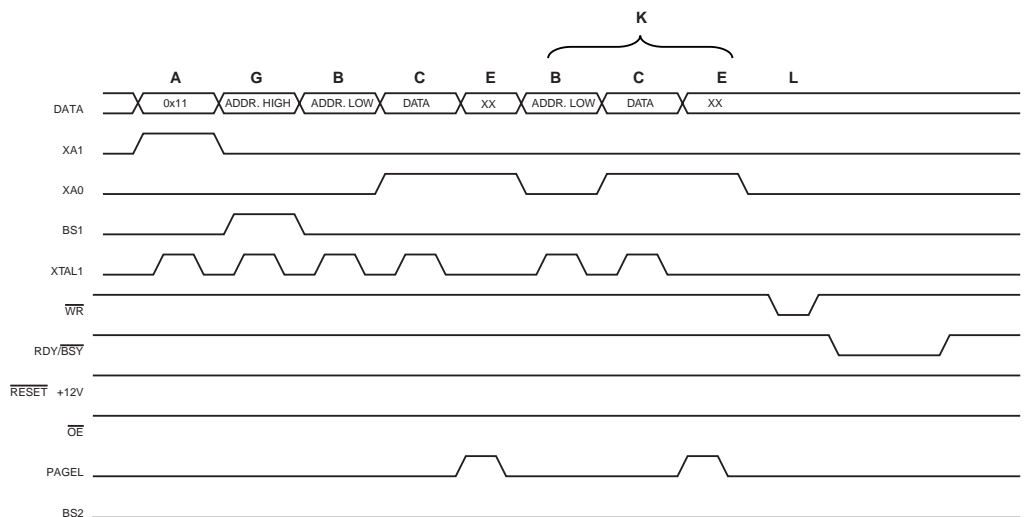 K
A G B C E B C E L
DATA 0x11 ADDR. HIGH ADDR. LOW DATA XX ADDR. LOW DATA XX
XA1
XA0
BS1
XTAL1
WR
RDY/BSY
RESET +12V
OE
PAGEL
BS2